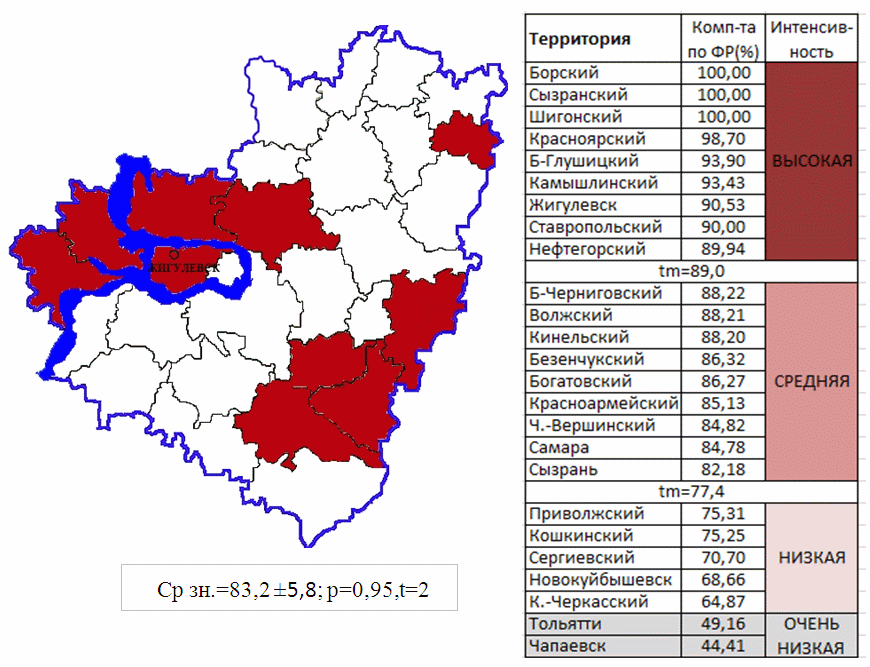 ЖИГУЛЕВСК
Ср зн.=83,2±5,8; p=0,95,t=2
Территория Комп-та по ФР(%) Интенсив-ность
Борский 100,00 ВЫСОКАЯ
Сызранский 100,00
Шигонский 100,00
Красноярский 98,70
Б-Глушицкий 93,90
Камышлинский 93,43
Жигулевск 90,53
Ставропольский 90,00
Нефтегорский 89,94
tm=89,0
Б-Черниговский 88,22 СРЕДНЯЯ
Волжский 88,21
Кинельский 88,20
Безенчукский 86,32
Богатовский 86,27
Красноармейский 85,13
Ч.-Вершинский 84,82
Самара 84,78
Сызрань 82,18
tm=77,4
Приволжский 75,31 НИЗКАЯ
Кошкинский 75,25
Сергиевский 70,70
Новокуйбышевск 68,66
К.-Черкасский 64,87
Тольятти 49,16 ОЧЕНЬ НИЗКАЯ
Чапаевск 44,41